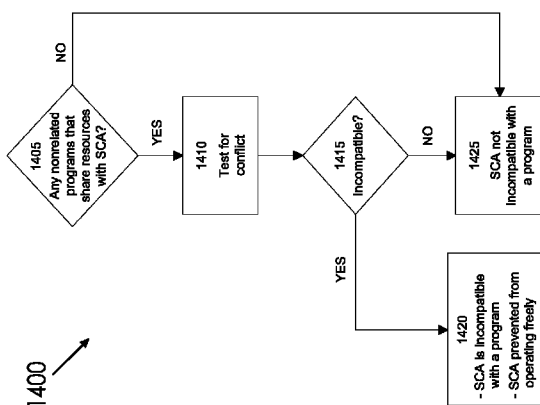 1400
1405
Any nonrelated
programs that
share resources
with SCA?
NO
YES
1410
Test for
conflict
1415
Incompatible?
YES
NO
1420
- SCA is incompatible
with a program
- SCA prevented from
operating freely
1425
SCA not
Incompatible with
a program